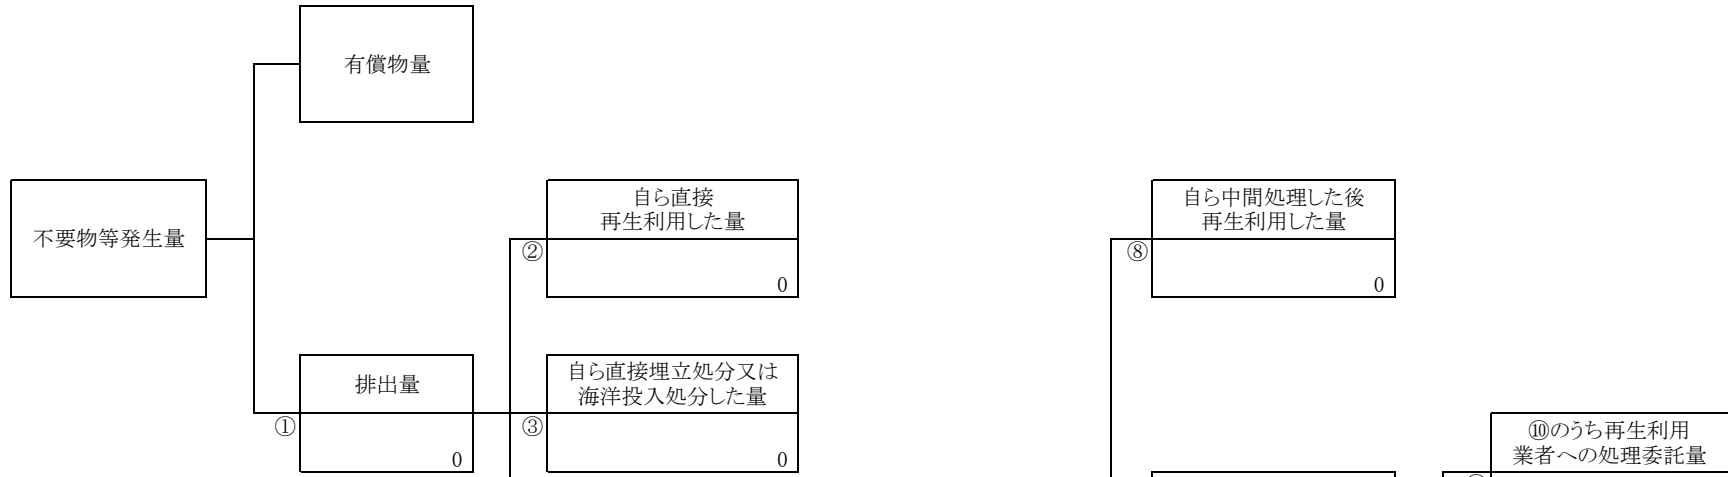 有償物量
不要物等発生量
自ら直接
再生利用した量
②
0
自ら中間処理した後
再生利用した量
⑧
0
排出量
①
0
自ら直接埋立処分又は
海洋投入処分した量
③
0
⑩のうち再生利用
業者への処理委託量